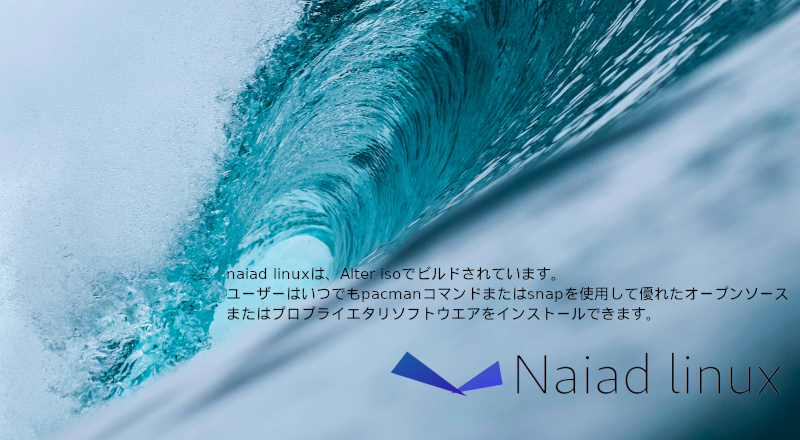 naiad linuxは、Alter isoでビルドされています。
ユーザーはいつでもpacmanコマンドまたはsnapを使用して優れたオープンソース
またはプロプライエタリソフトウエアをインストールできます。
Naiad linux